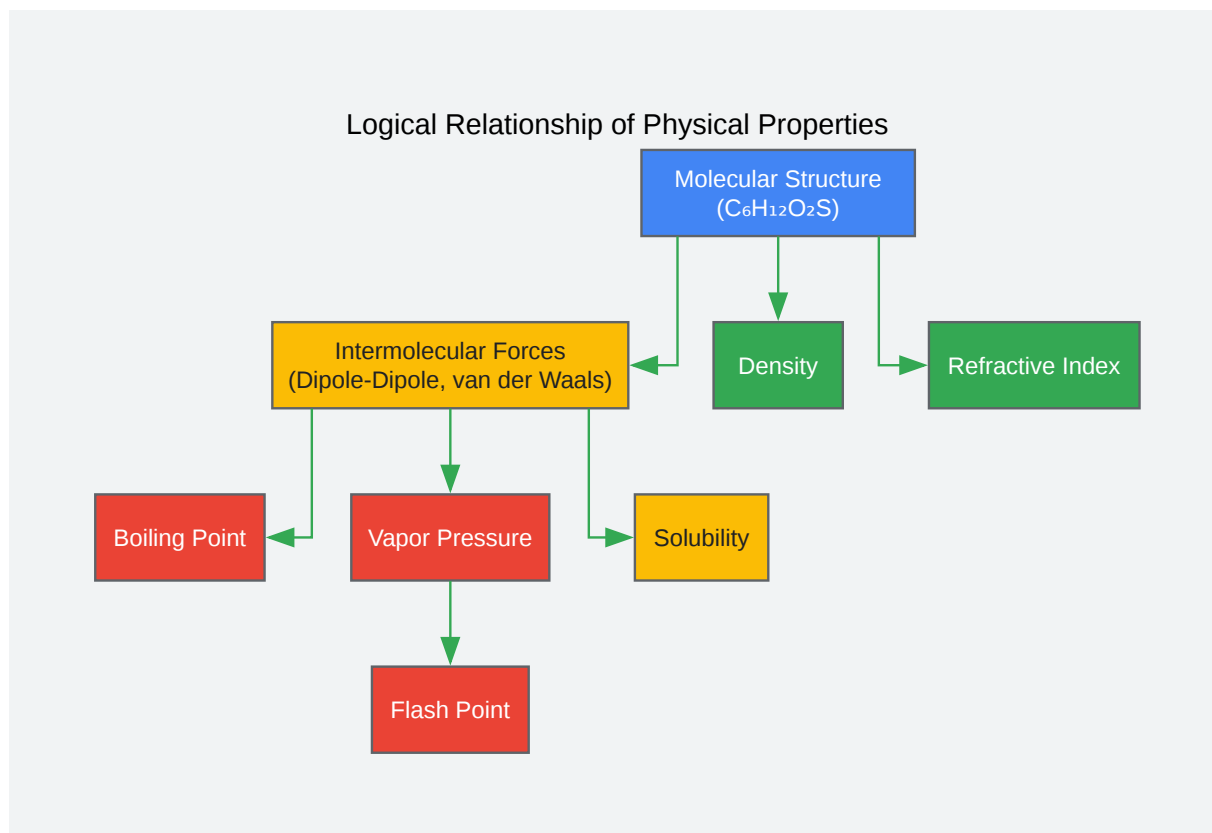 Logical Relationship of Physical Properties
Molecular Structure
(C₆H₁₂O₂S)
Intermolecular Forces
(Dipole-Dipole, van der Waals)
Density
Refractive Index
Boiling Point
Vapor Pressure
Solubility
Flash Point